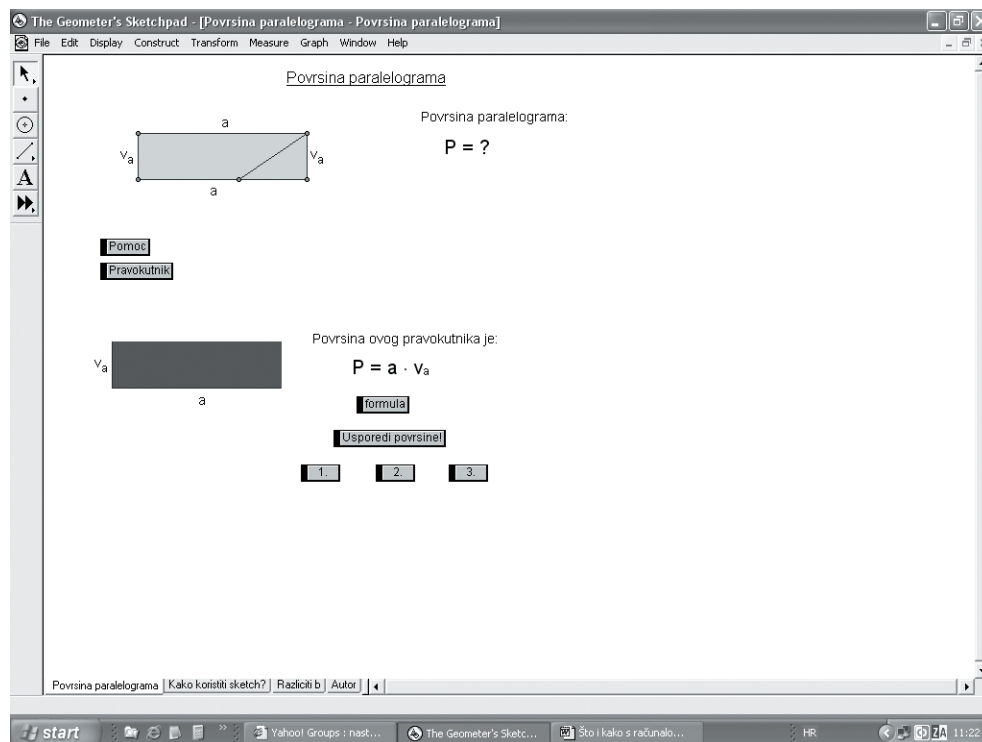 The Geometer's Sketchpad - [Povrsina paralelograma - Povrsina paralelograma]
File Edit Display Construct Transform Measure Graph Window Help
Povrsina paralelograma
a
va
va
a
Povrsina paralelograma:
P = ?
A
Pomoc
Pravokutnik
va
a
Povrsina ovog pravokutnika je:
P = a · va
formula
Usporedi povrsine!
1. 2. 3.
Povrsina paralelograma Kako koristiti sketch? Razliciti b Autor
start Yahoo! Groups : nast... The Geometer's Sketc... Što i kako s računalo... HR 11:22